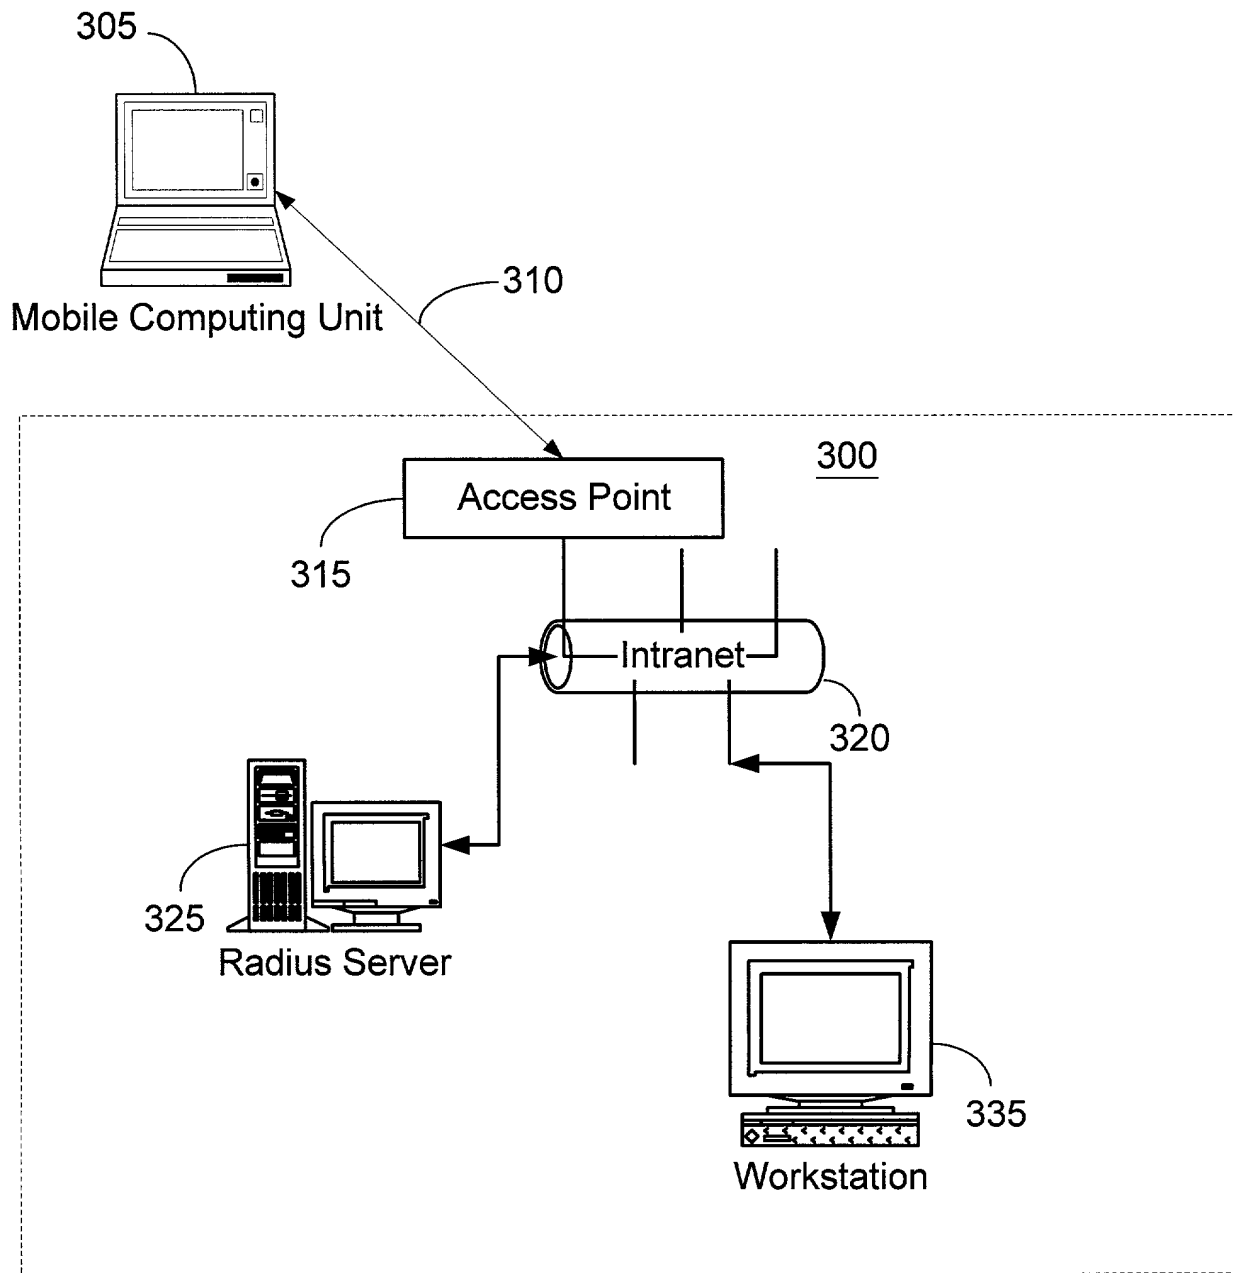 305
310
Mobile Computing Unit
300
Access Point
315
Intranet
320
325
Radius Server
335
Workstation